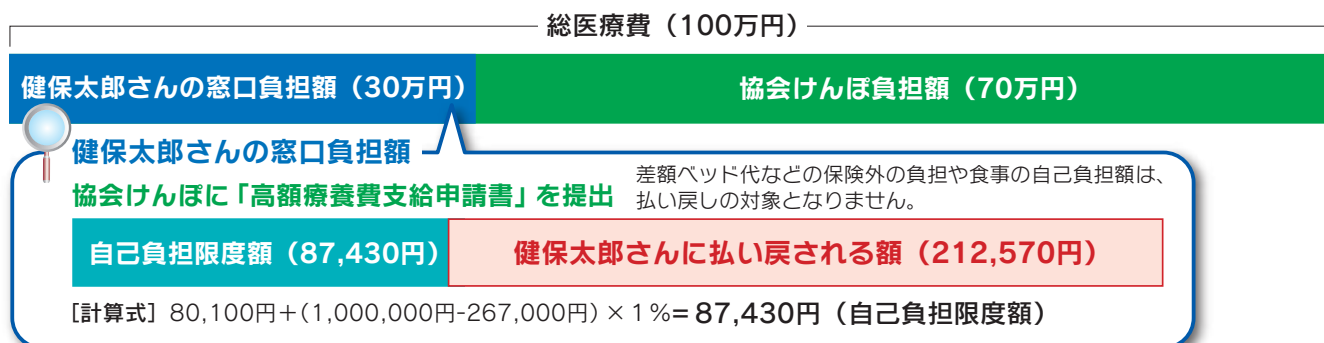 総医療費（100万円）
健保太郎さんの窓口負担額（30万円）
協会けんぽ負担額（70万円）
健保太郎さんの窓口負担額
協会けんぽに「高額療養費支給申請書」を提出
差額ベッド代などの保険外の負担や食事の自己負担額は、
払い戻しの対象となりません。
自己負担限度額（87,430円）
健保太郎さんに払い戻される額（212,570円）
［計算式］80,100円＋（1,000,000円-267,000円）×１％＝87,430円（自己負担限度額）